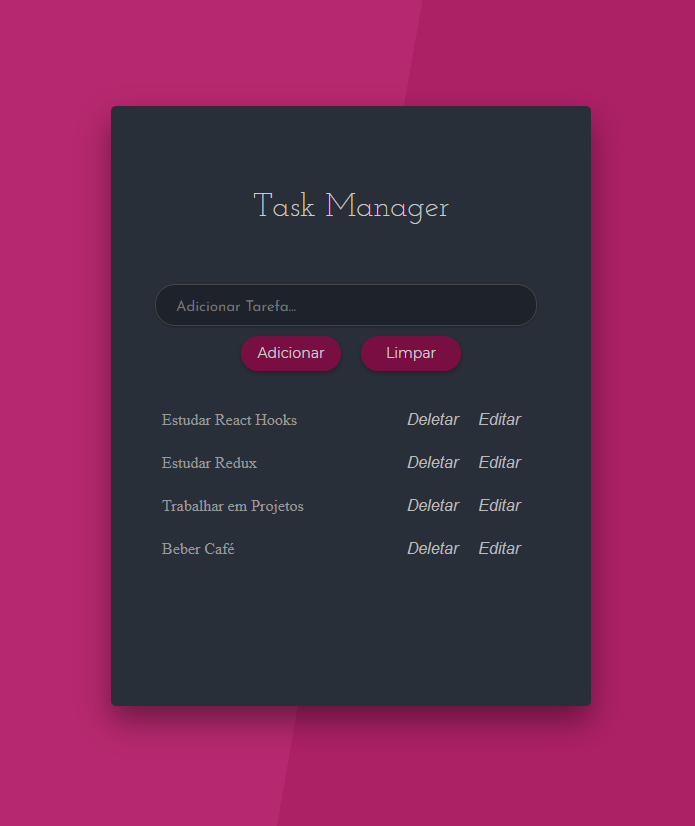 Task Manager
Adicionar Tarefa...
Adicionar Limpar
Estudar React Hooks Deletar Editar
Estudar Redux Deletar Editar
Trabalhar em Projetos Deletar Editar
Beber Café Deletar Editar